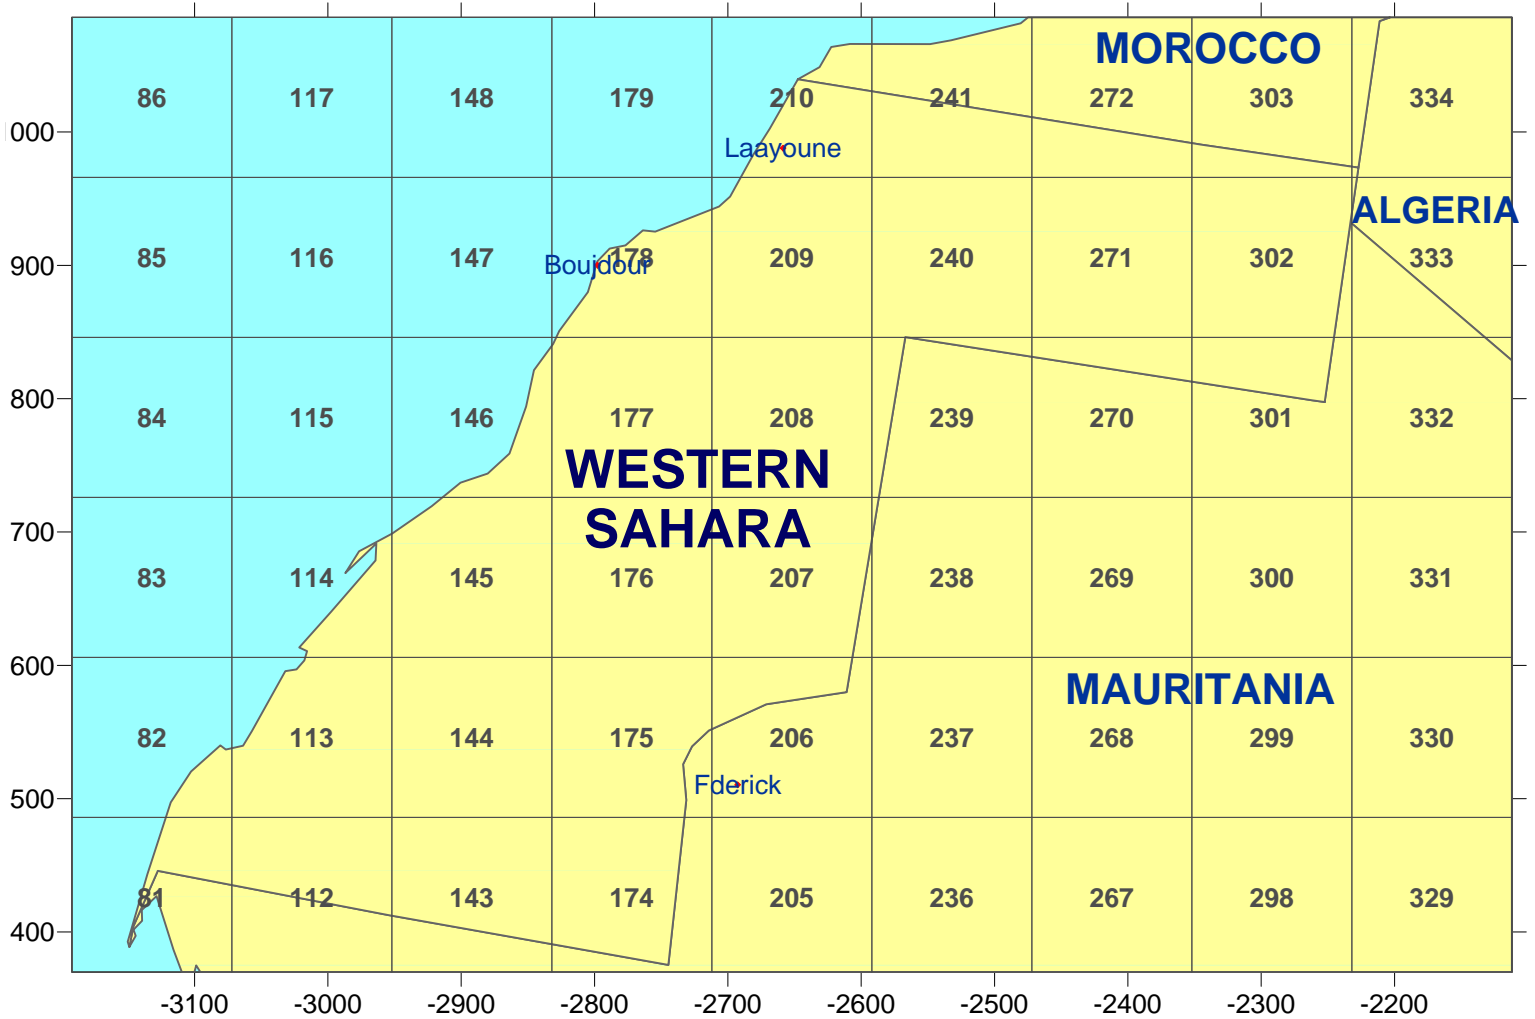 MOROCCO
86 117 148 179 210 241 272 303 334
000
Laayoune
ALGERIA
85 116 147 178 209 240 271 302 333
900
Boujdour
800
84 115 146 177 208 239 270 301 332
WESTERN
SAHARA
700
83 114 145 176 207 238 269 300 331
600
MAURITANIA
82 113 144 175 206 237 268 299 330
Fderick
500
81 112 143 174 205 236 267 298 329
400
-3100 -3000 -2900 -2800 -2700 -2600 -2500 -2400 -2300 -2200